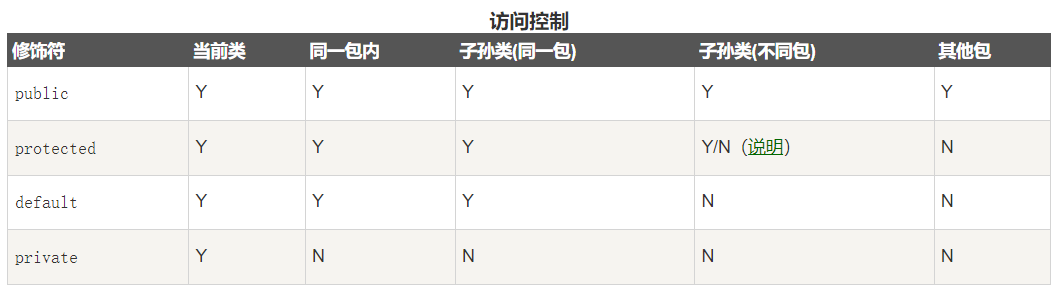 访问控制
修饰符 当前类 同一包内 子孙类(同一包) 子孙类(不同包) 其他包
public Y Y Y Y Y
protected Y Y Y Y/N（说明） N
default Y Y Y N N
private Y N N N N